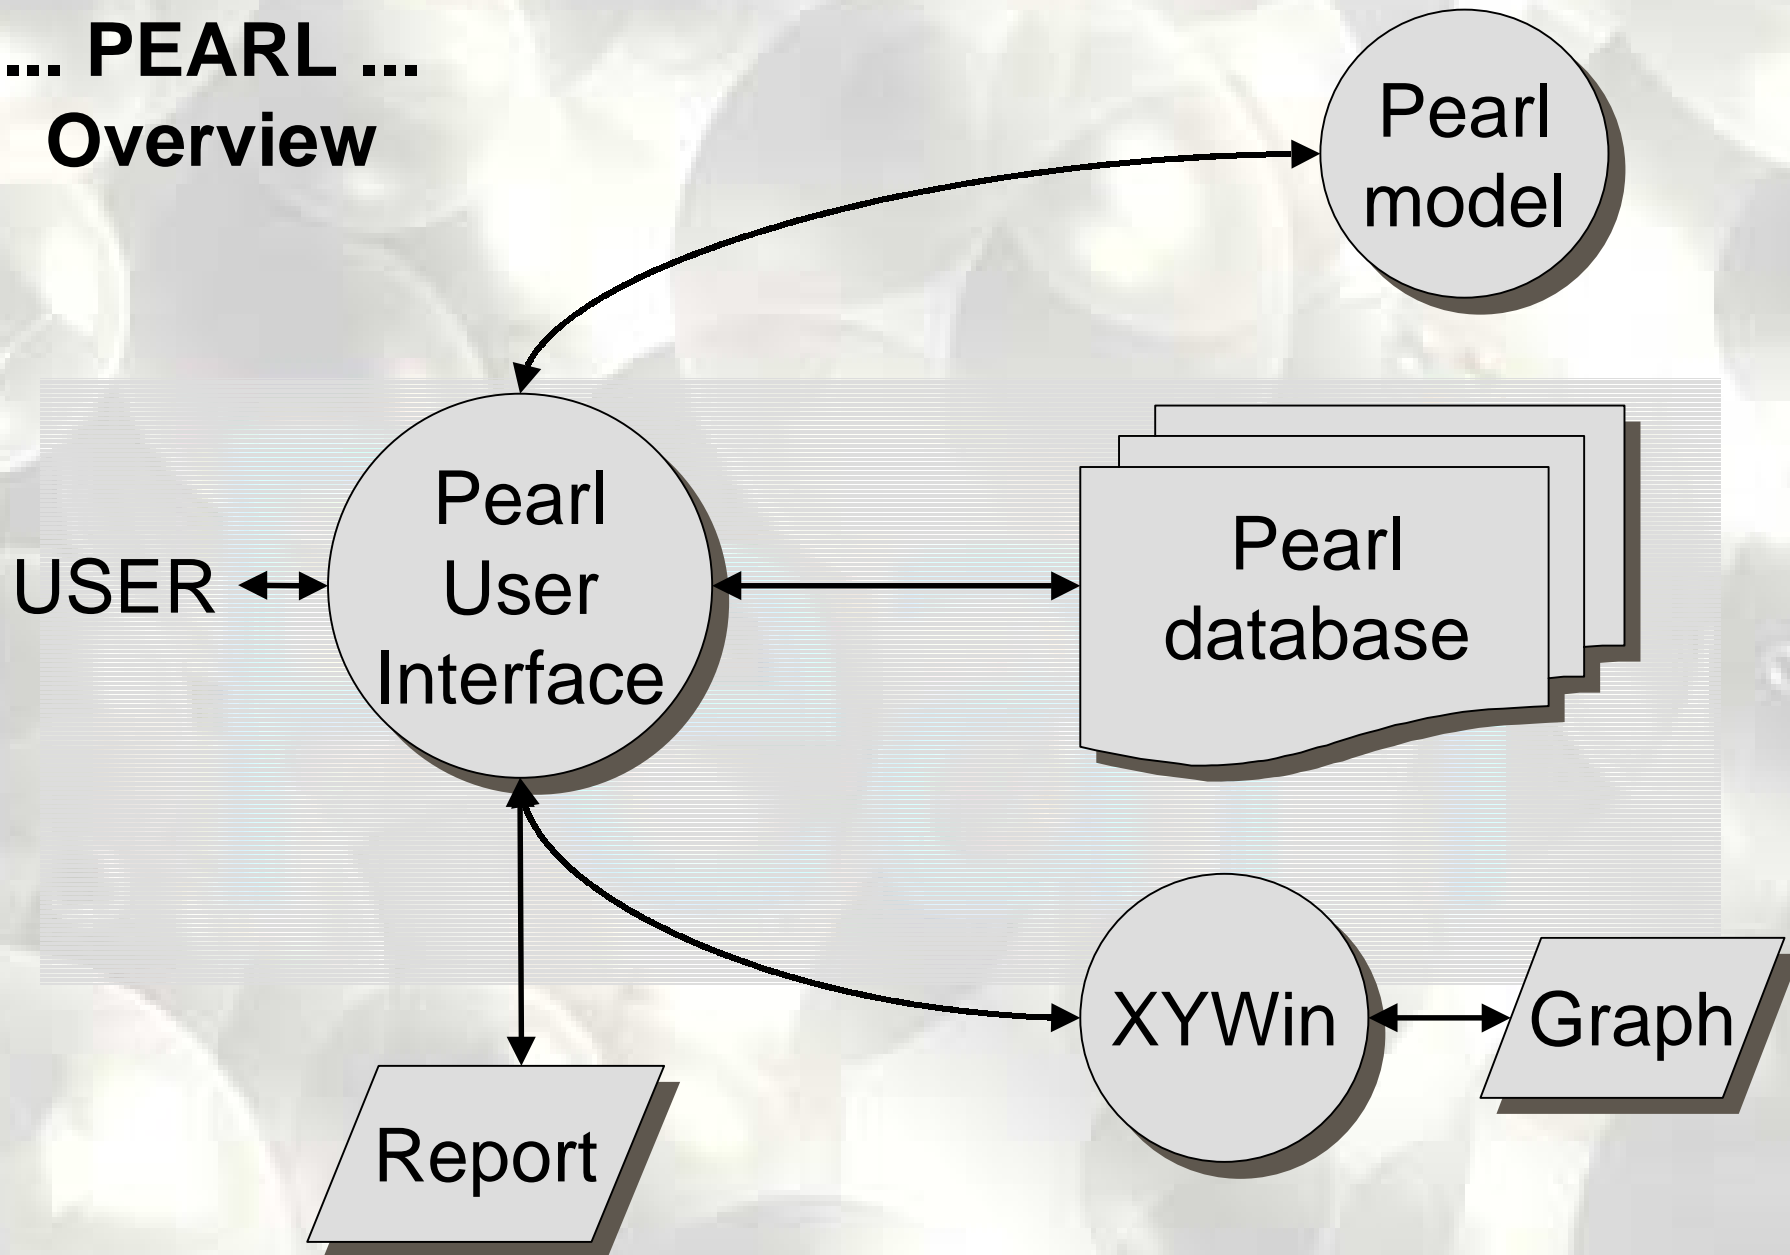 ... PEARL ...
Overview
Pearl
model
Pearl
User
Interface
USER
Pearl
database
XYWin
Graph
Report